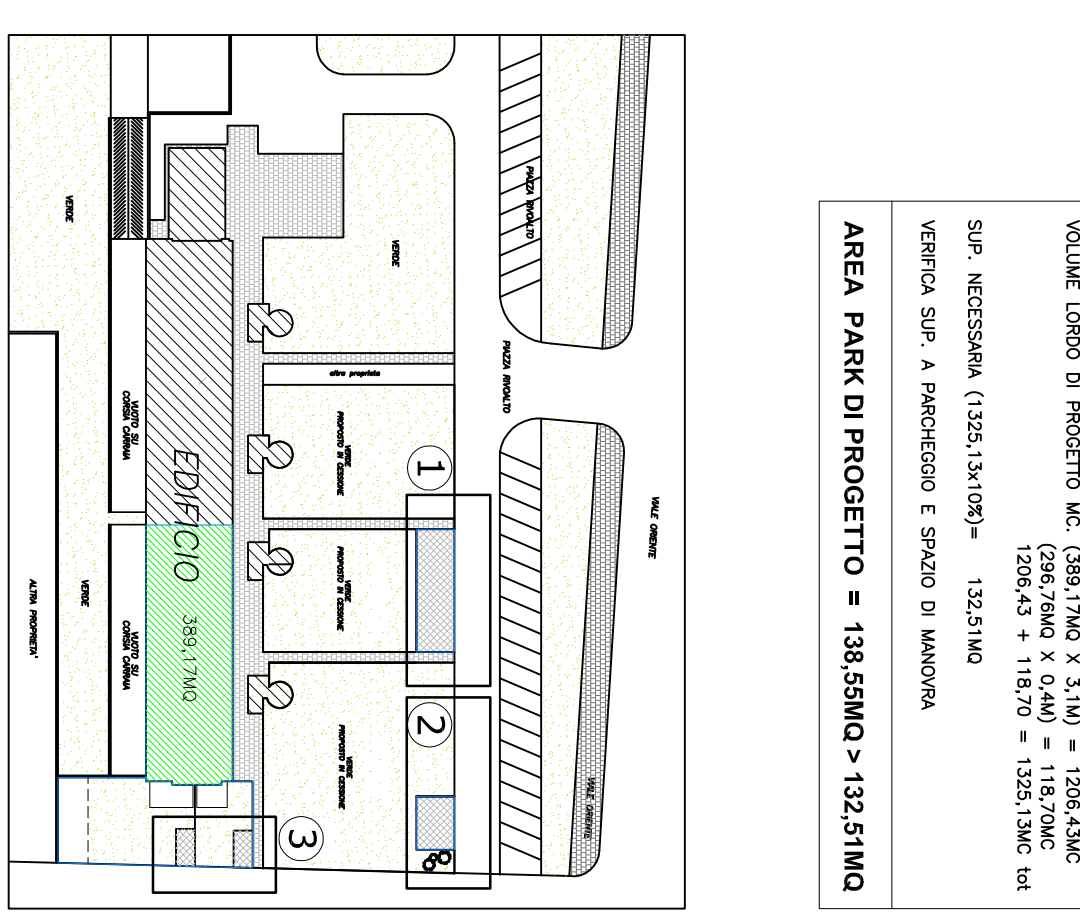 VOLUME LORDO DI PROGETTO MC. (389,17MQ X 3,1M) = 1206,43MC
(296,76MQ X 0,4M) = 118,70MC
1206,43 + 118,70 = 1325,13MC tot
SUP. NECESSARIA (1325,13x10%)= 132,51MQ
VERIFICA SUP. A PARCHEGGIO E SPAZIO DI MANOVRA
AREA PARK DI PROGETTO = 138,55MQ > 132,51MQ
VIALE ORIENTE
VIALE ORIENTE
PIAZZA RIVOALTO
PIAZZA RIVOALTO
VERDE
altra proprieta
1
VERDE
PROPOSTO IN CESSIONE
VERDE
PROPOSTO IN CESSIONE
2
VERDE
PROPOSTO IN CESSIONE
3
EDIFICIO 389,17MQ
VUOTO SU
CORSIA CARRAIA
VUOTO SU
CORSIA CARRAIA
VERDE
VERDE
ALTRA PROPRIETA'